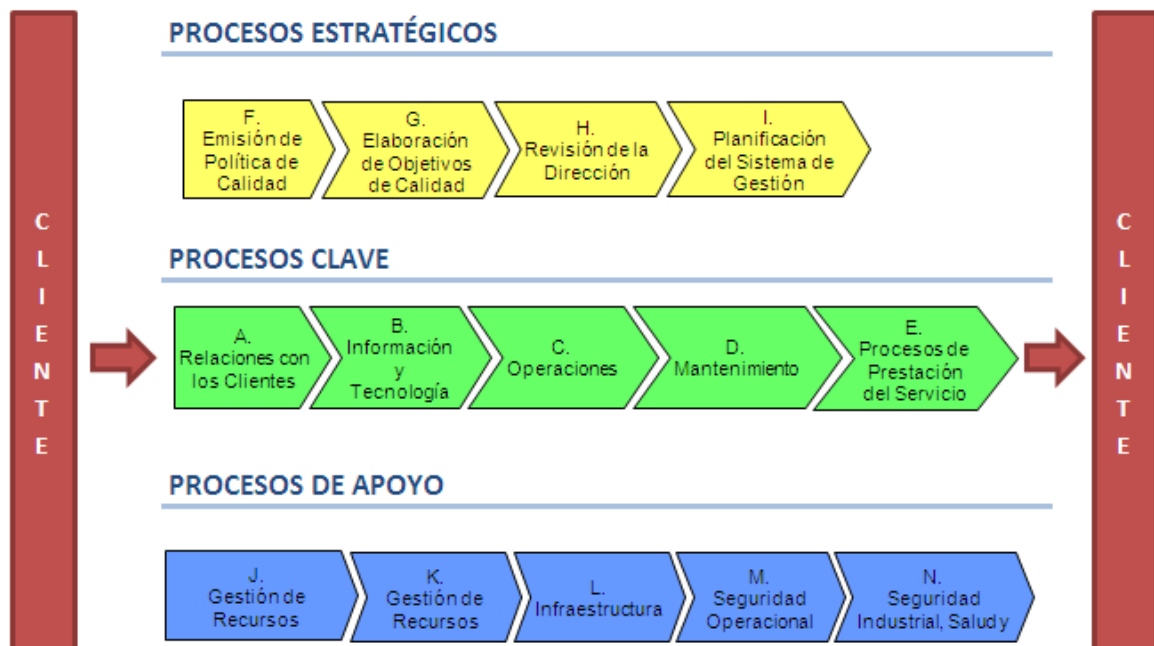 PROCESOS ESTRATÉGICOS
F.
Emisión de
Política de
Calidad
G.
Elaboración
de Objetivos
de Calidad
H.
Revisión de la
Dirección
I.
Planificación
del Sistema de
Gestión
C
L
I
E
N
T
E
PROCESOS CLAVE
A.
Relaciones con
los Clientes
B.
Información
y
Tecnología
C.
Operaciones
D.
Mantenimiento
E.
Procesos de
Prestación
del Servicio
C
L
I
E
N
T
E
PROCESOS DE APOYO
J.
Gestión de
Recursos
K.
Gestión de
Recursos
L.
Infraestructura
M.
Seguridad
Operacional
N.
Seguridad
Industrial, Salud y